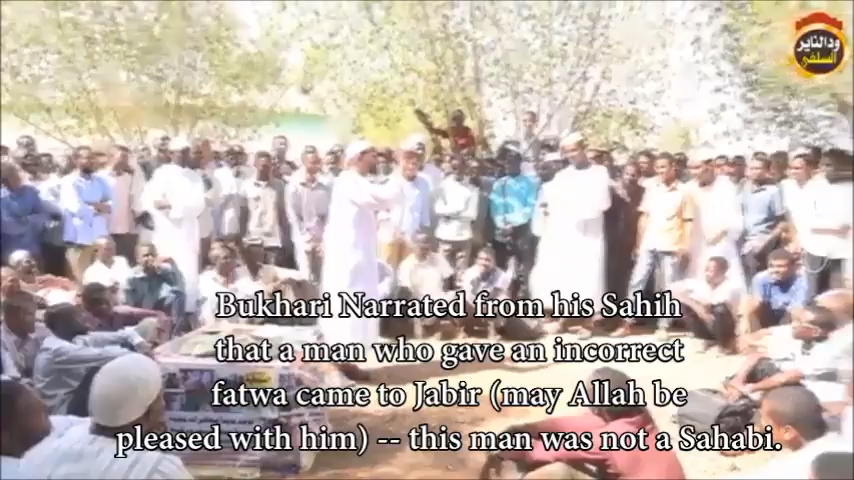 ودالناير
السلفي
Bukhari Narrated from his Sahih
that a man who gave an incorrect
fatwa came to Jabir (may Allah be
pleased with him) -- this man was not a Sahabi.